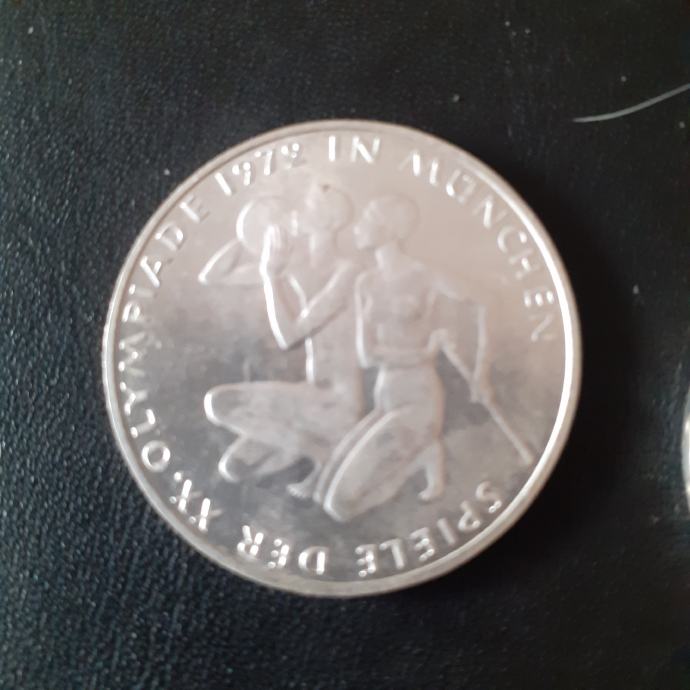 SPIELE DER XX. OLYMPIADE 1972 IN MÜNCHEN